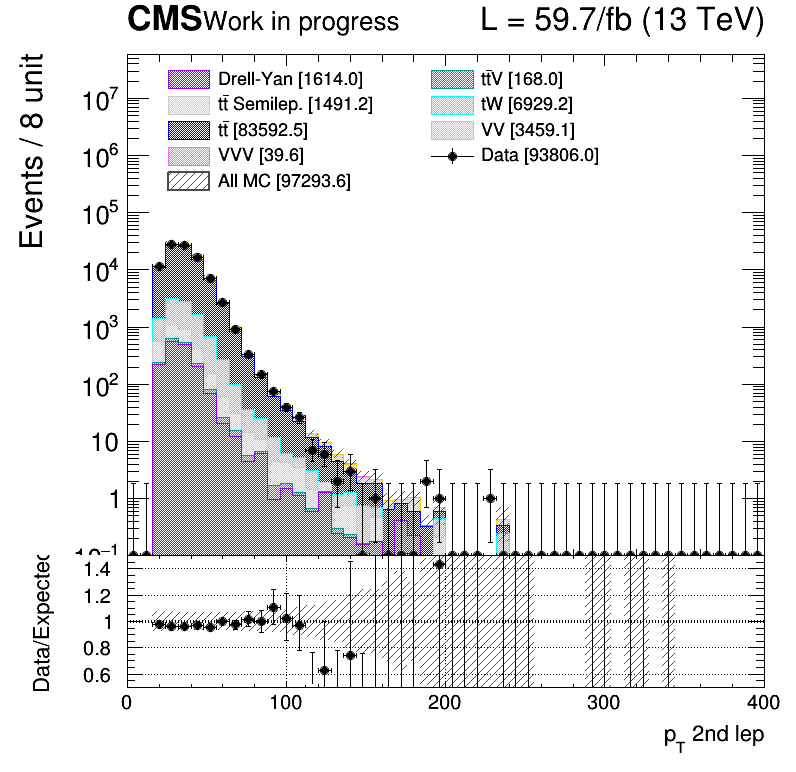 CMS Work in progress L = 59.7/fb (13 TeV)
Events / 8 unit
Drell-Yan [1614.0]
tt̄ Semilep. [1491.2]
tt̄ [83592.5]
VVV [39.6]
All MC [97293.6]
tt̄V [168.0]
tW [6929.2]
VV [3459.1]
Data [93806.0]
10⁷
10⁶
10⁵
10⁴
10³
10²
10
1
10⁻¹
Data/Expected
1.4
1.2
1
0.8
0.6
0 100 200 300 400
p_T 2nd lep